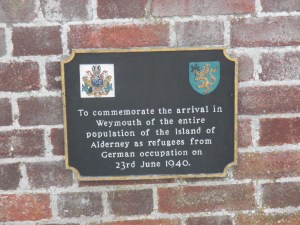 To commemorate the arrival in
Weymouth of the entire
population of the island of
Alderney as refugees from
German occupation on
23rd June 1940.